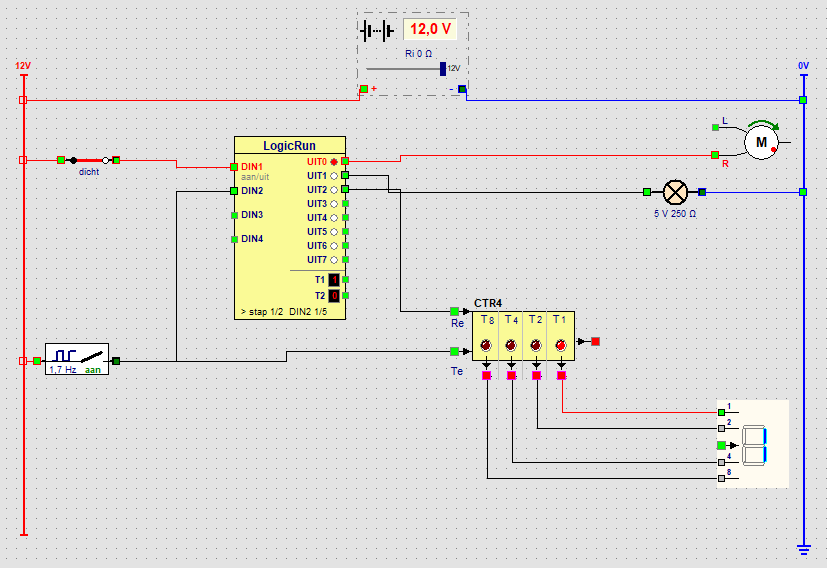 12,0 V
Ri 0 Ω
12V
+ -
12V
0V
L
M
R
dicht
LogicRun
DIN1
aan/uit
DIN2
DIN3
DIN4
UIT0
UIT1
UIT2
UIT3
UIT4
UIT5
UIT6
UIT7
T1 1
T2 0
> stap 1/2 DIN2 1/5
5 V 250 Ω
CTR4
Re
Te
T8 T4 T2 T1
1,7 Hz aan
1
2
4
8